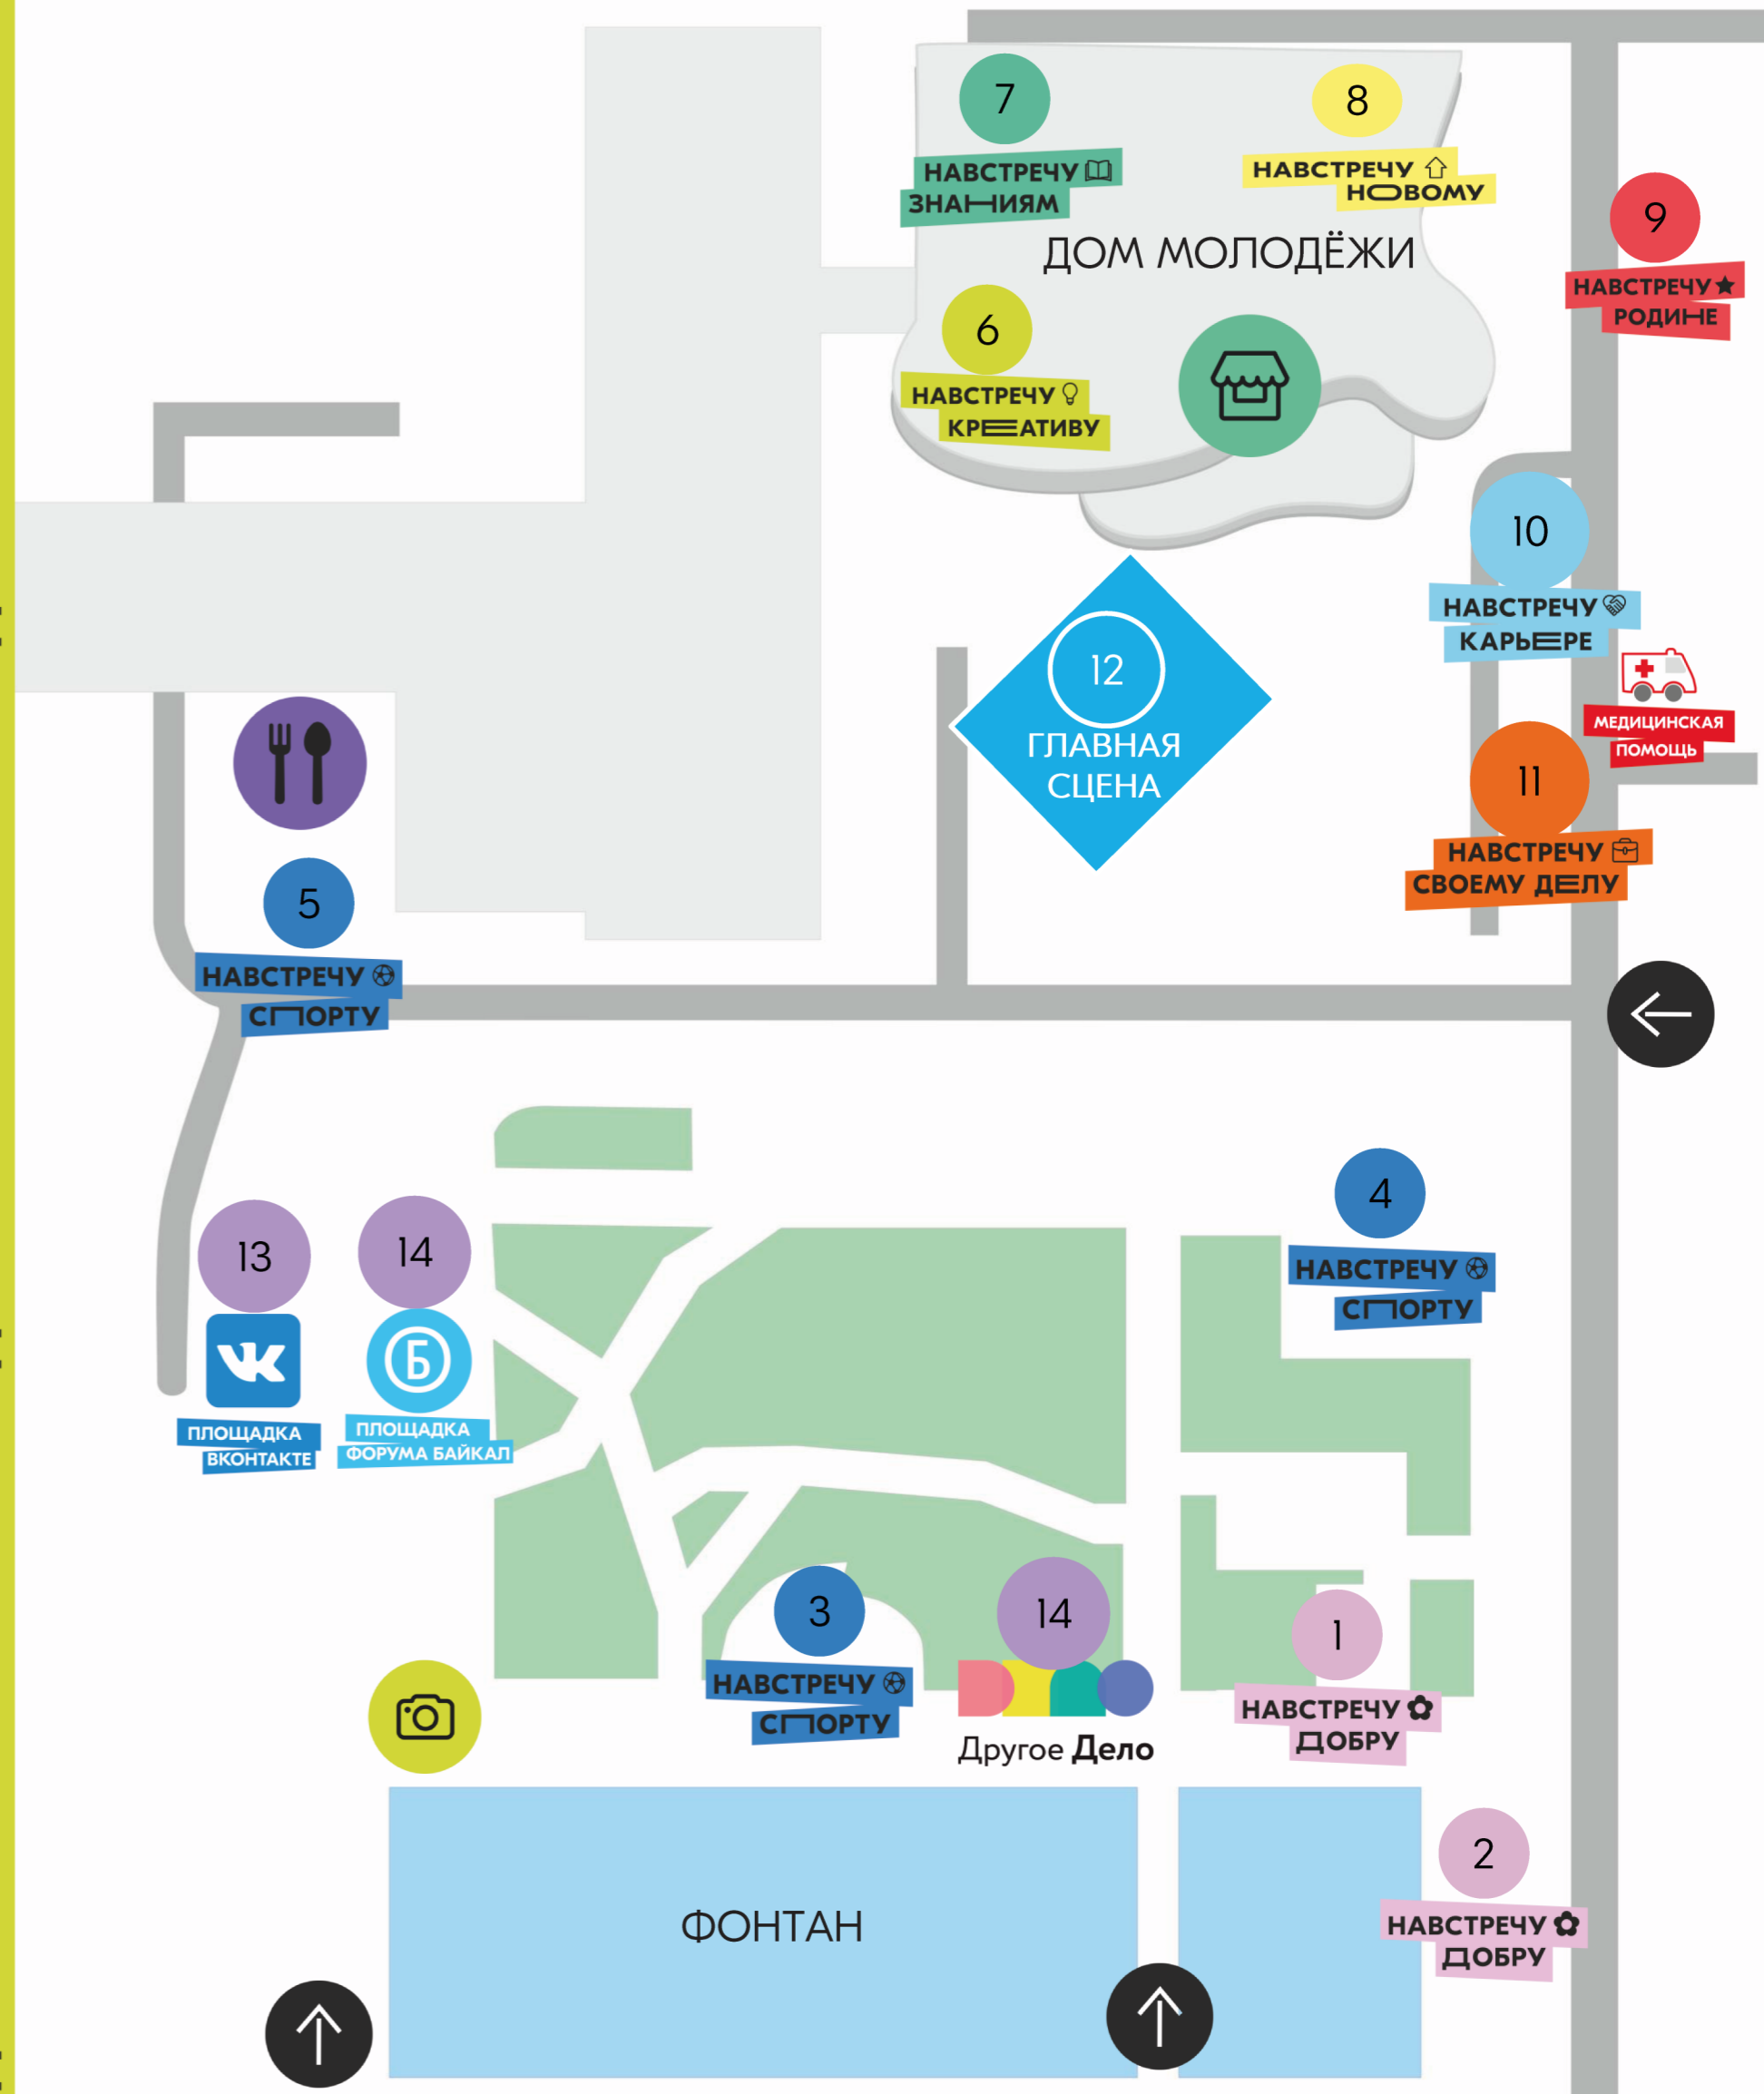 7
НАВСТРЕЧУ
ЗНАНИЯМ
8
НАВСТРЕЧУ
НОВОМУ
9
НАВСТРЕЧУ
РОДИНЕ
ДОМ МОЛОДЁЖИ
6
НАВСТРЕЧУ
КРЕАТИВУ
10
НАВСТРЕЧУ
КАРЬЕРЕ
12
ГЛАВНАЯ
СЦЕНА
МЕДИЦИНСКАЯ
ПОМОЩЬ
11
НАВСТРЕЧУ
СВОЕМУ ДЕЛУ
5
НАВСТРЕЧУ
СПОРТУ
4
НАВСТРЕЧУ
СПОРТУ
13
ПЛОЩАДКА
ВКОНТАКТЕ
14
Б
ПЛОЩАДКА
ФОРУМА БАЙКАЛ
3
НАВСТРЕЧУ
СПОРТУ
14
Другое Дело
1
НАВСТРЕЧУ
ДОБРУ
2
НАВСТРЕЧУ
ДОБРУ
ФОНТАН